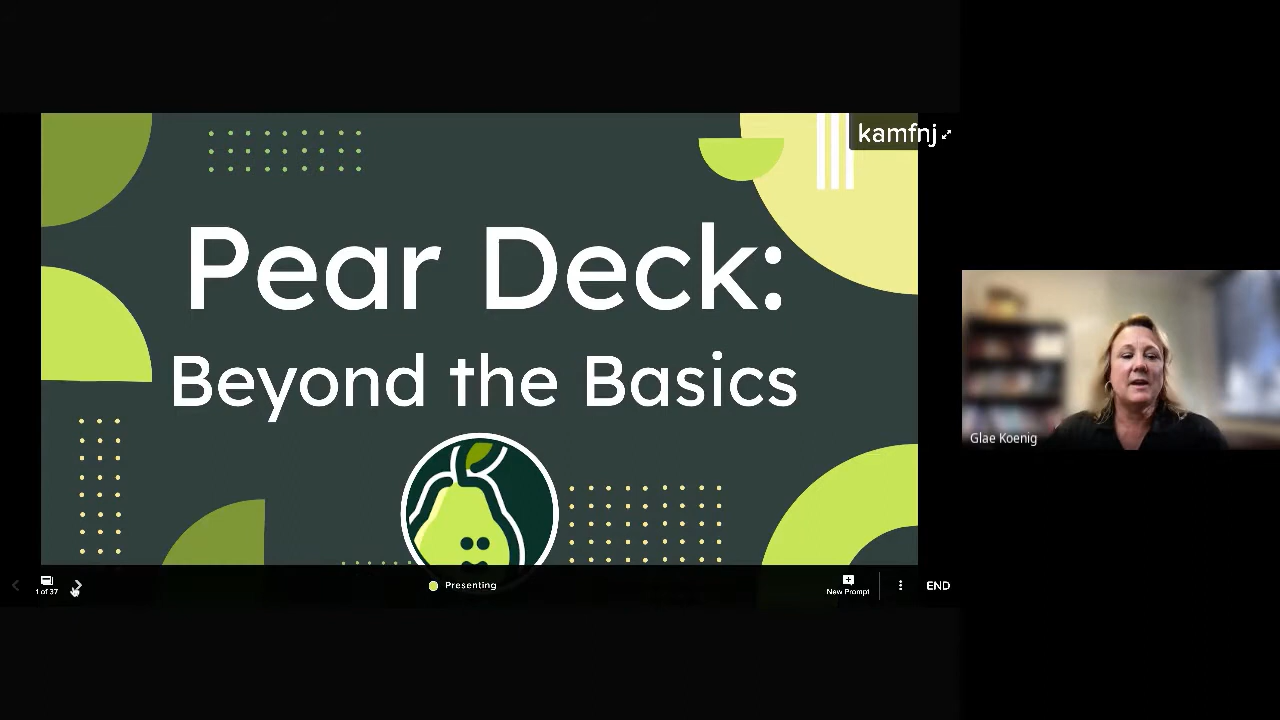 kamfnj
Pear Deck:
Beyond the Basics
Glae Koenig
1 of 37
Presenting
New Prompt
END